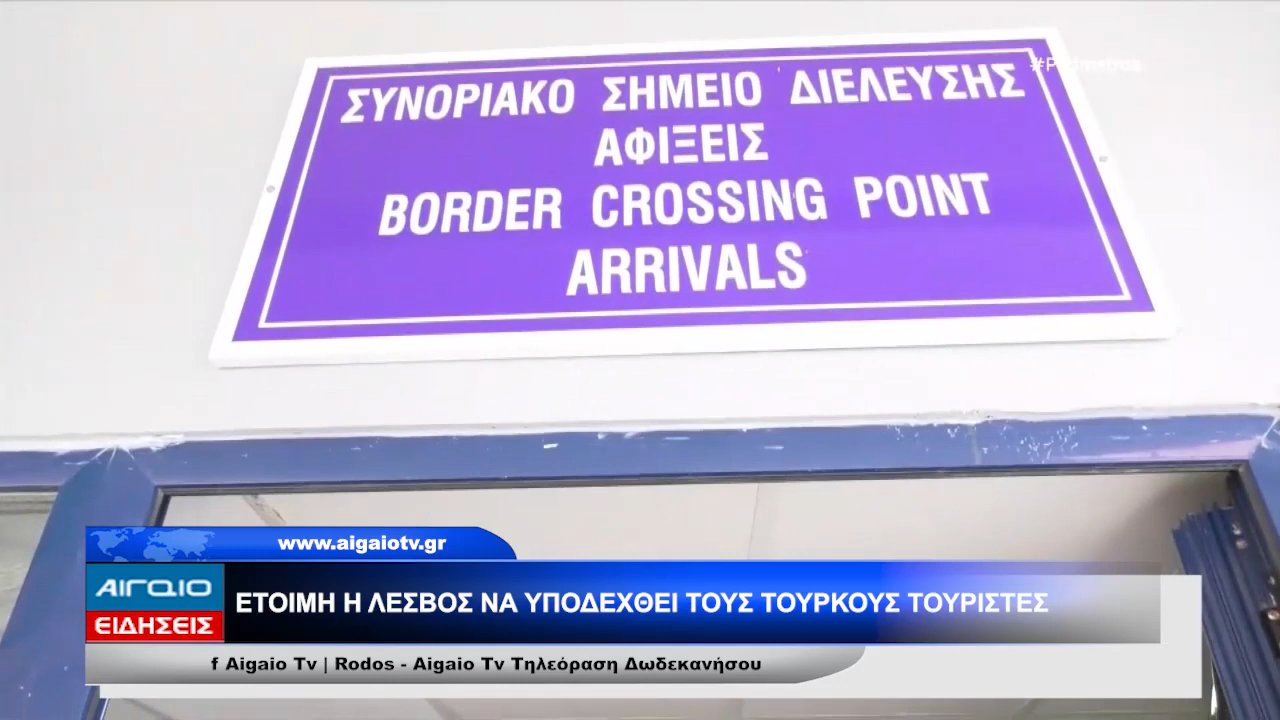 ΣΥΝΟΡΙΑΚΟ ΣΗΜΕΙΟ ΔΙΕΛΕΥΣΗΣ
ΑΦΙΞΕΙΣ
BORDER CROSSING POINT
ARRIVALS
www.aigaiotv.gr
ΑΙΓΑΙΟ
ΕΙΔΗΣΕΙΣ
ΕΤΟΙΜΗ Η ΛΕΣΒΟΣ ΝΑ ΥΠΟΔΕΧΘΕΙ ΤΟΥΣ ΤΟΥΡΚΟΥΣ ΤΟΥΡΙΣΤΕΣ
f Aigaio Tv | Rodos - Aigaio Tv Τηλεόραση Δωδεκανήσου